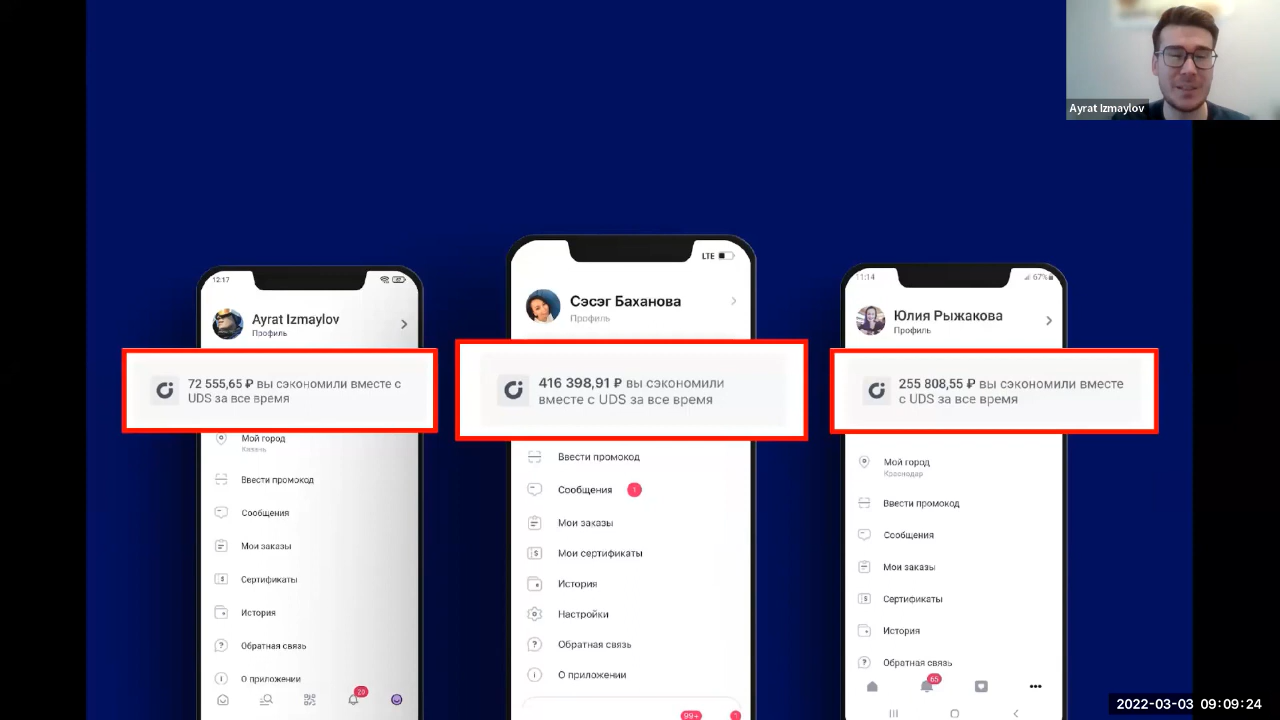 Ayrat Izmaylov
12:17
Ayrat Izmaylov
Профиль
72 555,65 ₽ вы сэкономили вместе с
UDS за все время
Мой город
Казань
Ввести промокод
Сообщения
Мои заказы
Сертификаты
История
Обратная связь
О приложении
20
LTE
Сэсэг Баханова
Профиль
416 398,91 ₽ вы сэкономили
вместе с UDS за все время
Ввести промокод
Сообщения 1
Мои заказы
Мои сертификаты
История
Настройки
Обратная связь
О приложении
99+ 1
11:14 67%
Юлия Рыжакова
Профиль
255 808,55 ₽ вы сэкономили вместе
с UDS за все время
Мой город
Краснодар
Ввести промокод
Сообщения
Мои заказы
Сертификаты
История
Обратная связь
65
2022-03-03 09:09:24